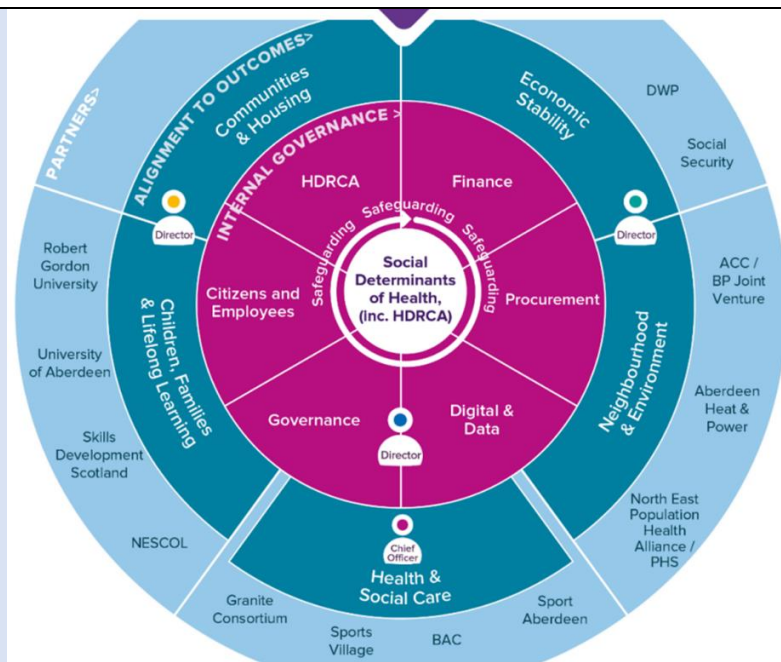 PARTNERS>
ALIGNMENT TO OUTCOMES>
INTERNAL GOVERNANCE >
Communities
& Housing
Economic
Stability
DWP
Social
Security
HDRCA
Finance
Director
Director
Safeguarding
Safeguarding
Safeguarding
Robert
Gordon
University
Citizens and
Employees
Social
Determinants
of Health,
(inc. HDRCA)
Procurement
ACC /
BP Joint
Venture
Children, Families
& Lifelong Learning
Neighbourhood
& Environment
University
of Aberdeen
Aberdeen
Heat &
Power
Governance
Digital &
Data
Director
Skills
Development
Scotland
North East
Population
Health
Alliance /
PHS
NESCOL
Chief
Officer
Health &
Social Care
Granite
Consortium
Sports
Village
BAC
Sport
Aberdeen